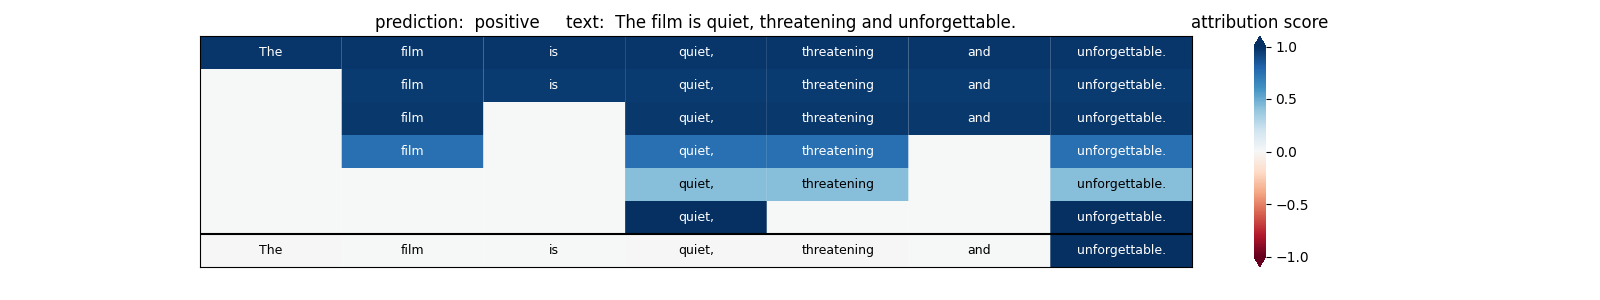 prediction:  positive     text:  The film is quiet, threatening and unforgettable.
attribution score
The film is quiet, threatening and unforgettable.
film is quiet, threatening and unforgettable.
film quiet, threatening and unforgettable.
film quiet, threatening unforgettable.
quiet, threatening unforgettable.
quiet, unforgettable.
The film is quiet, threatening and unforgettable.
1.0
0.5
0.0
−0.5
−1.0